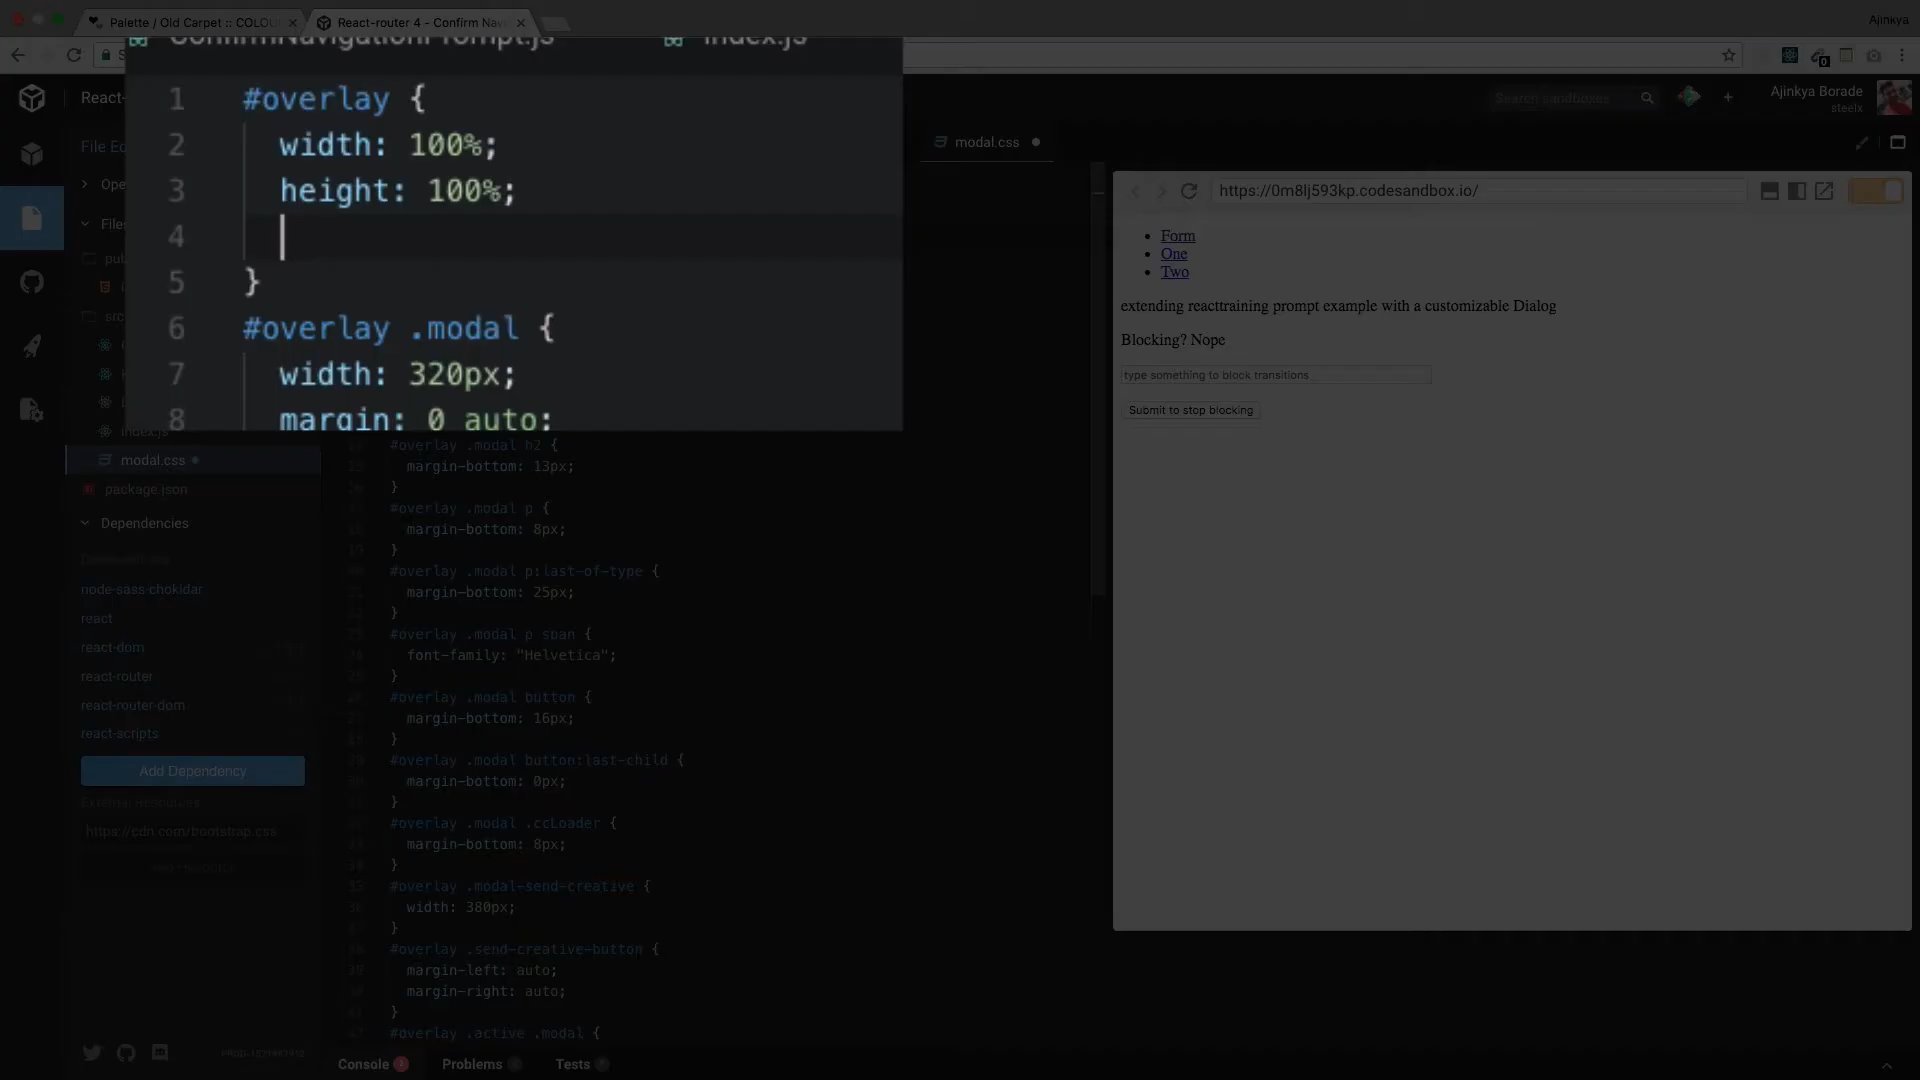 Palette / Old Carpet :: COLOU
React-router 4 - Confirm Nav
Ajinkya
ConfirmNavigationPrompt.js
index.js
React-
Search sandboxes
Ajinkya Borade
steelx
File Ed
modal.css
Ope
Files
pub
src
index.js
modal.css
package.json
Dependencies
Dependencies
node-sass-chokidar
react
react-dom
react-router
react-router-dom
react-scripts
Add Dependency
External Resources
https://cdn.com/bootstrap.css
Add Resource
PROD-1521997912
1 #overlay {
2 width: 100%;
3 height: 100%;
4
5 }
6 #overlay .modal {
7 width: 320px;
8 margin: 0 auto;
#overlay .modal h2 {
margin-bottom: 13px;
}
#overlay .modal p {
margin-bottom: 8px;
}
#overlay .modal p:last-of-type {
margin-bottom: 25px;
}
#overlay .modal p span {
font-family: "Helvetica";
}
#overlay .modal button {
margin-bottom: 16px;
}
#overlay .modal button:last-child {
margin-bottom: 0px;
}
#overlay .modal .ccLoader {
margin-bottom: 8px;
}
#overlay .modal-send-creative {
width: 380px;
}
#overlay .send-creative-button {
margin-left: auto;
margin-right: auto;
}
#overlay .active .modal {
Console
Problems
Tests
https://0m8lj593kp.codesandbox.io/
Form
One
Two
extending reacttraining prompt example with a customizable Dialog
Blocking? Nope
type something to block transitions
Submit to stop blocking